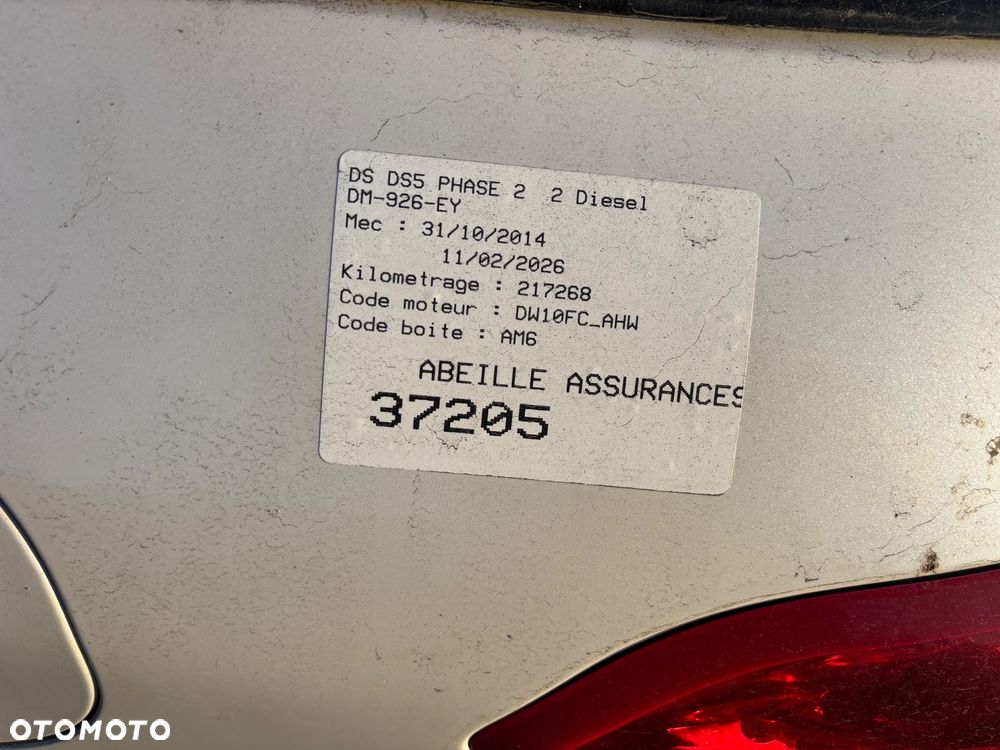 DS DS5 PHASE 2  2 Diesel
DM-926-EY
Mec : 31/10/2014
11/02/2026
Kilometrage : 217268
Code moteur : DW10FC_AHW
Code boite : AM6
ABEILLE ASSURANCES
37205
OTOMOTO